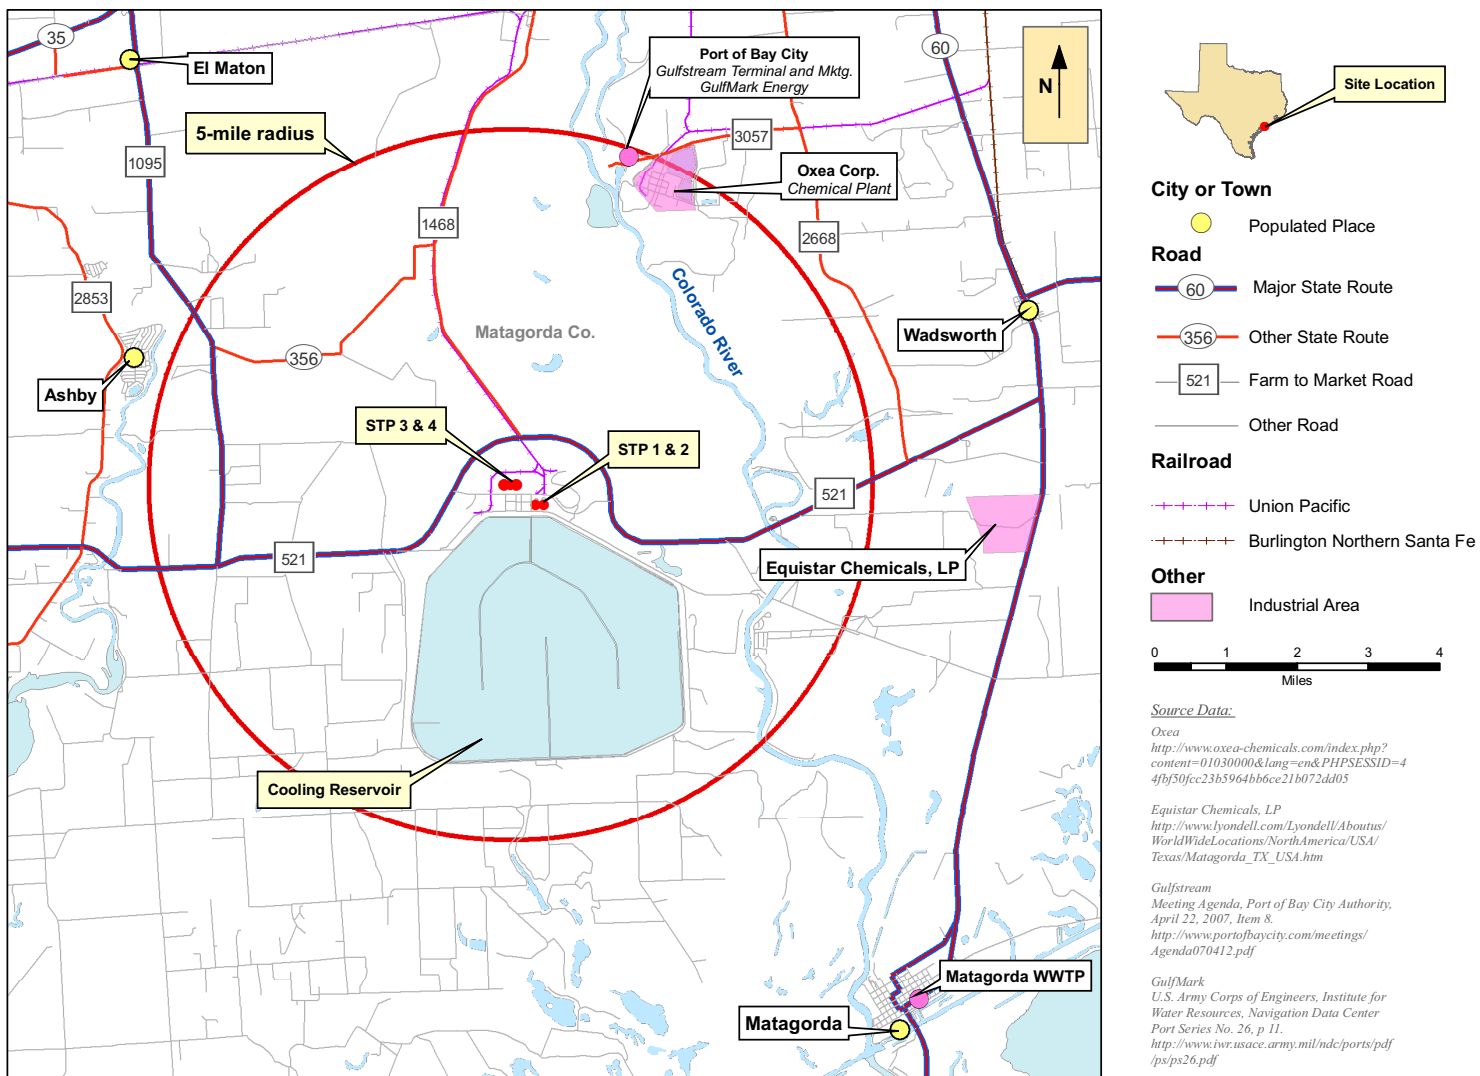 35
El Maton
5-mile radius
1095
Port of Bay City
Gulfstream Terminal and Mktg.
GulfMark Energy
60
N
3057
Oxea Corp.
Chemical Plant
1468
2668
2853
Colorado River
Matagorda Co.
Wadsworth
356
Ashby
STP 3 & 4
STP 1 & 2
521
521
Equistar Chemicals, LP
Cooling Reservoir
Matagorda WWTP
Matagorda
Site Location
City or Town
Populated Place
Road
60
Major State Route
356
Other State Route
521
Farm to Market Road
Other Road
Railroad
Union Pacific
Burlington Northern Santa Fe
Other
Industrial Area
0 1 2 3 4
Miles
Source Data:
Oxea
http://www.oxea-chemicals.com/index.php?
content=01030000&lang=en&PHPSESSID=4
4fbf50fcc23b5964bb6ce21b072dd05
Equistar Chemicals, LP
http://www.lyondell.com/Lyondell/Aboutus/
WorldWideLocations/NorthAmerica/USA/
Texas/Matagorda_TX_USA.htm
Gulfstream
Meeting Agenda, Port of Bay City Authority,
April 22, 2007, Item 8.
http://www.portofbaycity.com/meetings/
Agenda070412.pdf
GulfMark
U.S. Army Corps of Engineers, Institute for
Water Resources, Navigation Data Center
Port Series No. 26, p 11.
http://www.iwr.usace.army.mil/ndc/ports/pdf
/ps/ps26.pdf